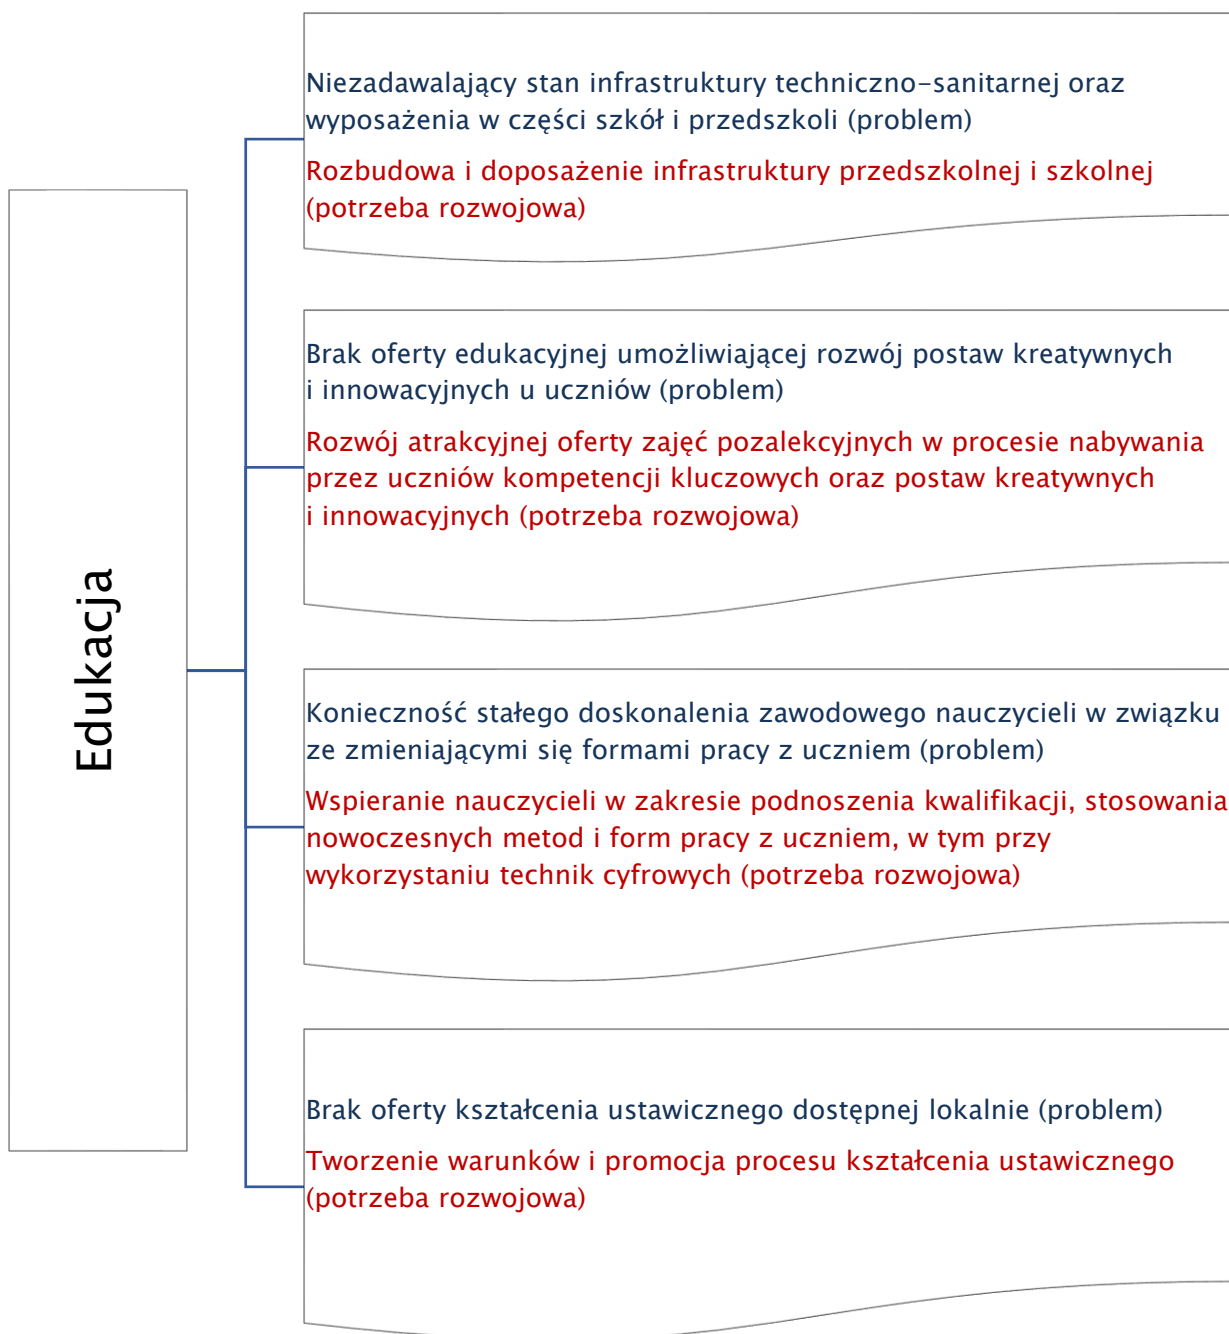 Edukacja
Niezadawalający stan infrastruktury techniczno-sanitarnej oraz
wyposażenia w części szkół i przedszkoli (problem)
Rozbudowa i doposażenie infrastruktury przedszkolnej i szkolnej
(potrzeba rozwojowa)
Brak oferty edukacyjnej umożliwiającej rozwój postaw kreatywnych
i innowacyjnych u uczniów (problem)
Rozwój atrakcyjnej oferty zajęć pozalekcyjnych w procesie nabywania
przez uczniów kompetencji kluczowych oraz postaw kreatywnych
i innowacyjnych (potrzeba rozwojowa)
Konieczność stałego doskonalenia zawodowego nauczycieli w związku
ze zmieniającymi się formami pracy z uczniem (problem)
Wspieranie nauczycieli w zakresie podnoszenia kwalifikacji, stosowania
nowoczesnych metod i form pracy z uczniem, w tym przy
wykorzystaniu technik cyfrowych (potrzeba rozwojowa)
Brak oferty kształcenia ustawicznego dostępnej lokalnie (problem)
Tworzenie warunków i promocja procesu kształcenia ustawicznego
(potrzeba rozwojowa)